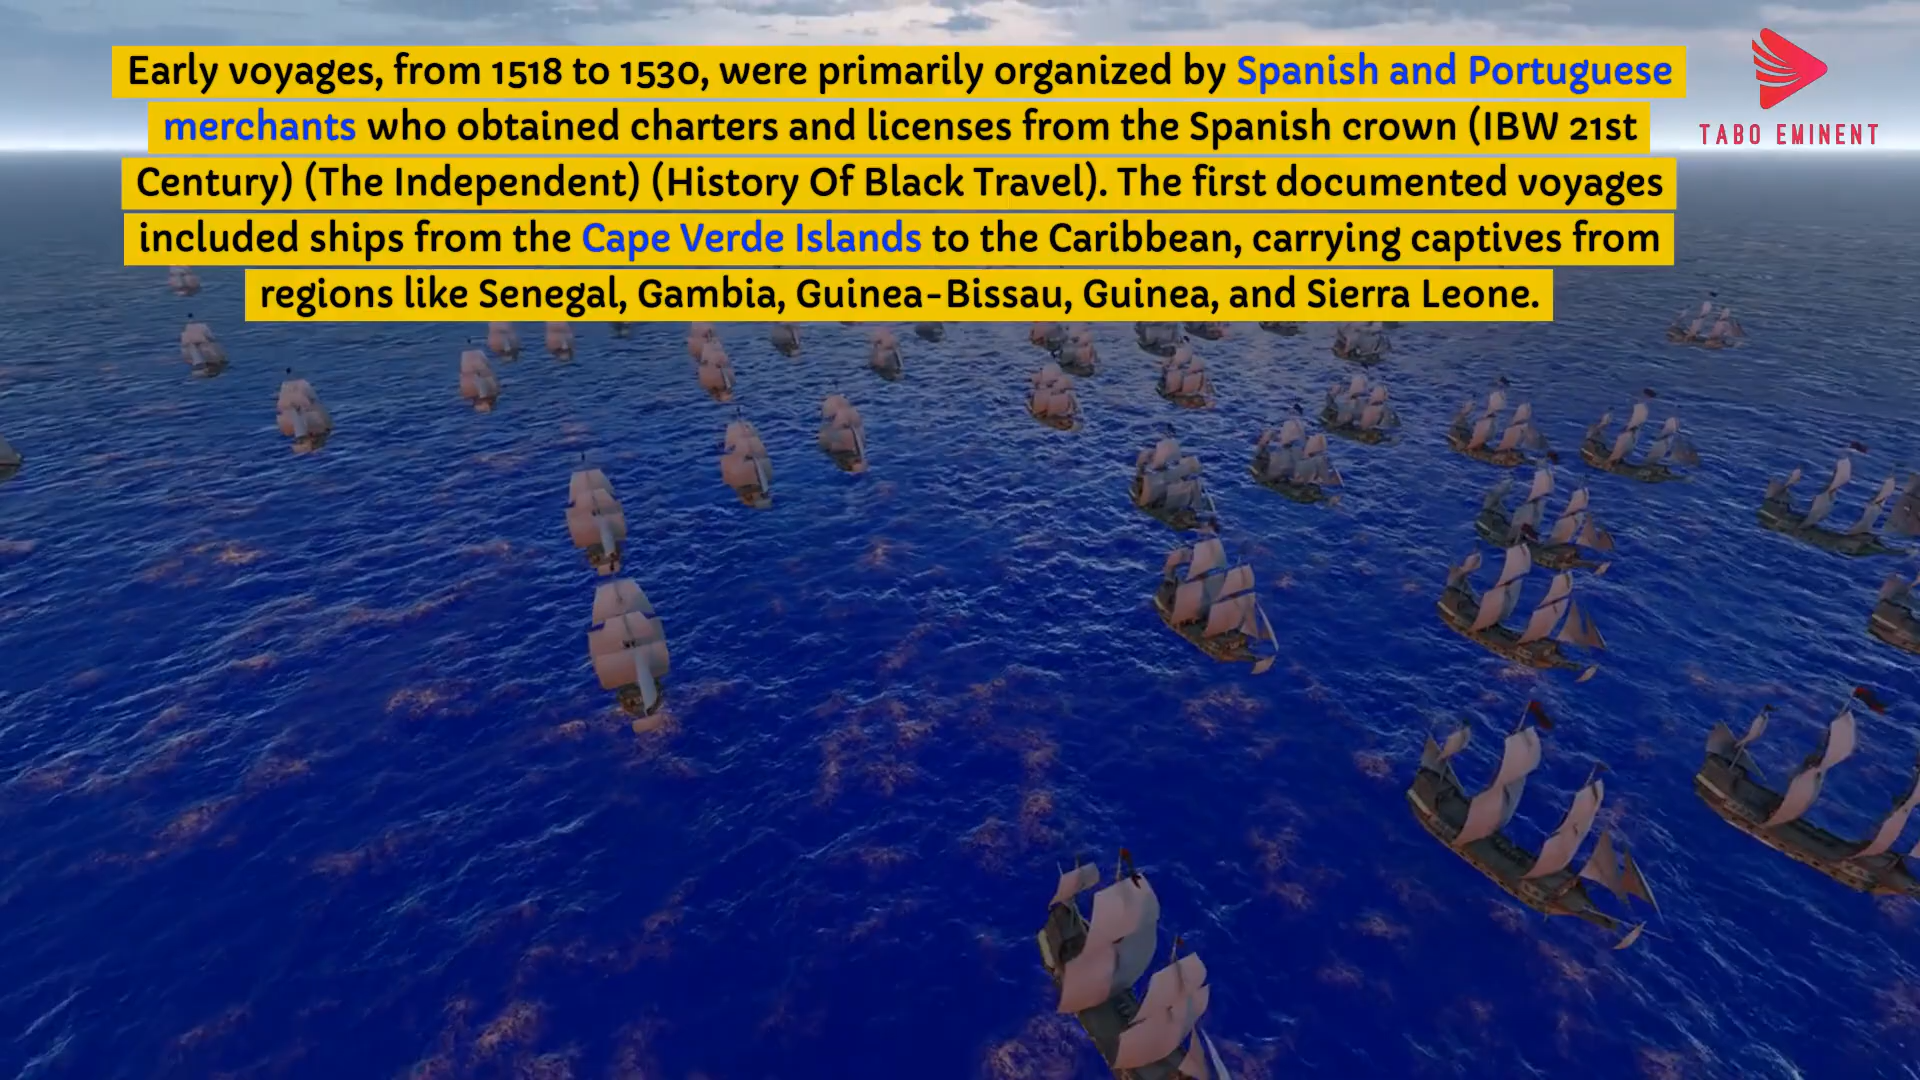 Early voyages, from 1518 to 1530, were primarily organized by Spanish and Portuguese
merchants who obtained charters and licenses from the Spanish crown (IBW 21st
Century) (The Independent) (History Of Black Travel). The first documented voyages
included ships from the Cape Verde Islands to the Caribbean, carrying captives from
regions like Senegal, Gambia, Guinea-Bissau, Guinea, and Sierra Leone.
TABO EMINENT